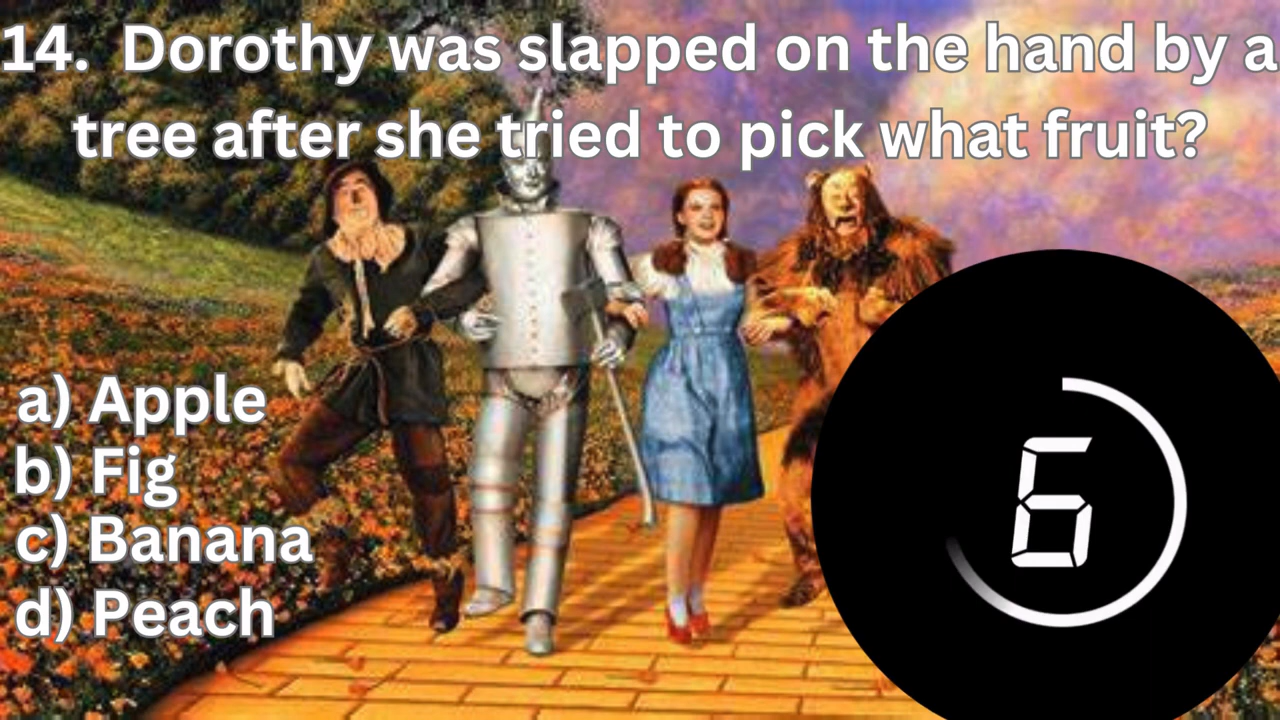 14. Dorothy was slapped on the hand by a
tree after she tried to pick what fruit?
a) Apple
b) Fig
c) Banana
d) Peach
6